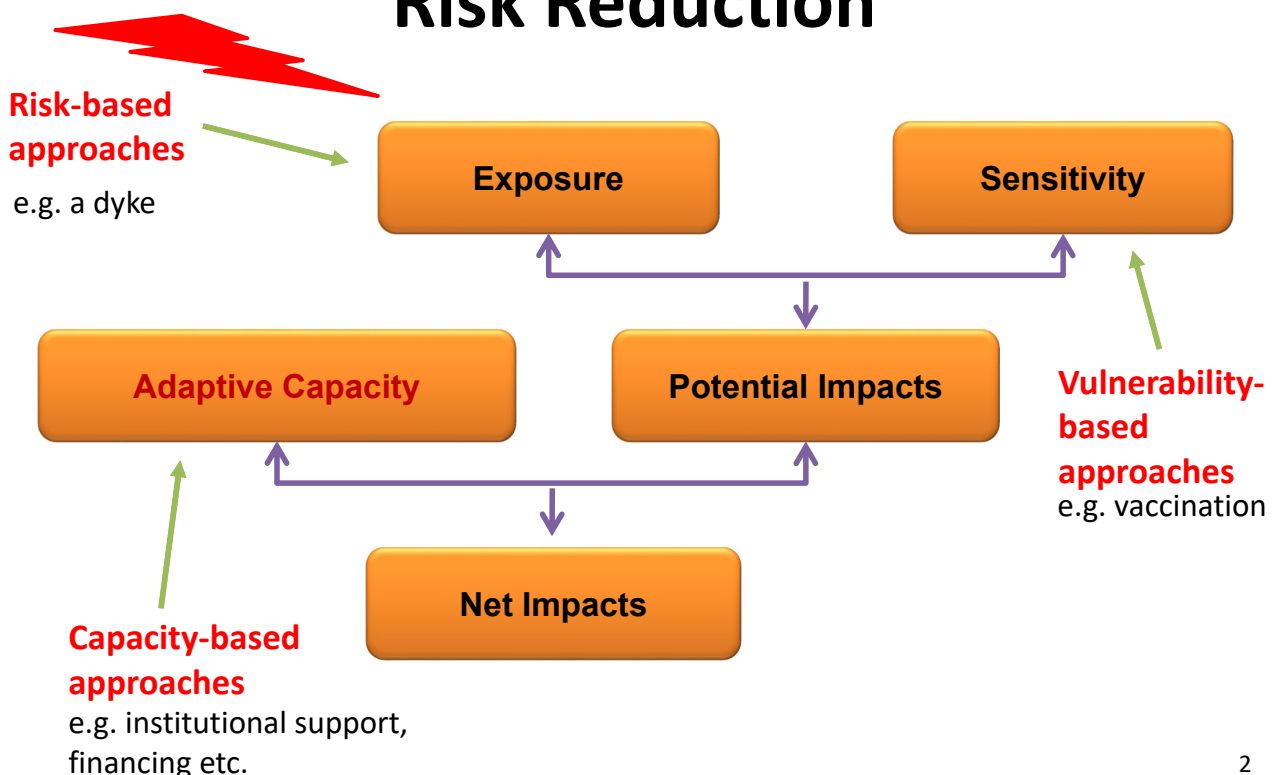 Risk Reduction
Risk-based
approaches
e.g. a dyke
Exposure
Sensitivity
Adaptive Capacity
Potential Impacts
Vulnerability-
based
approaches
e.g. vaccination
Net Impacts
Capacity-based
approaches
e.g. institutional support,
financing etc.
2